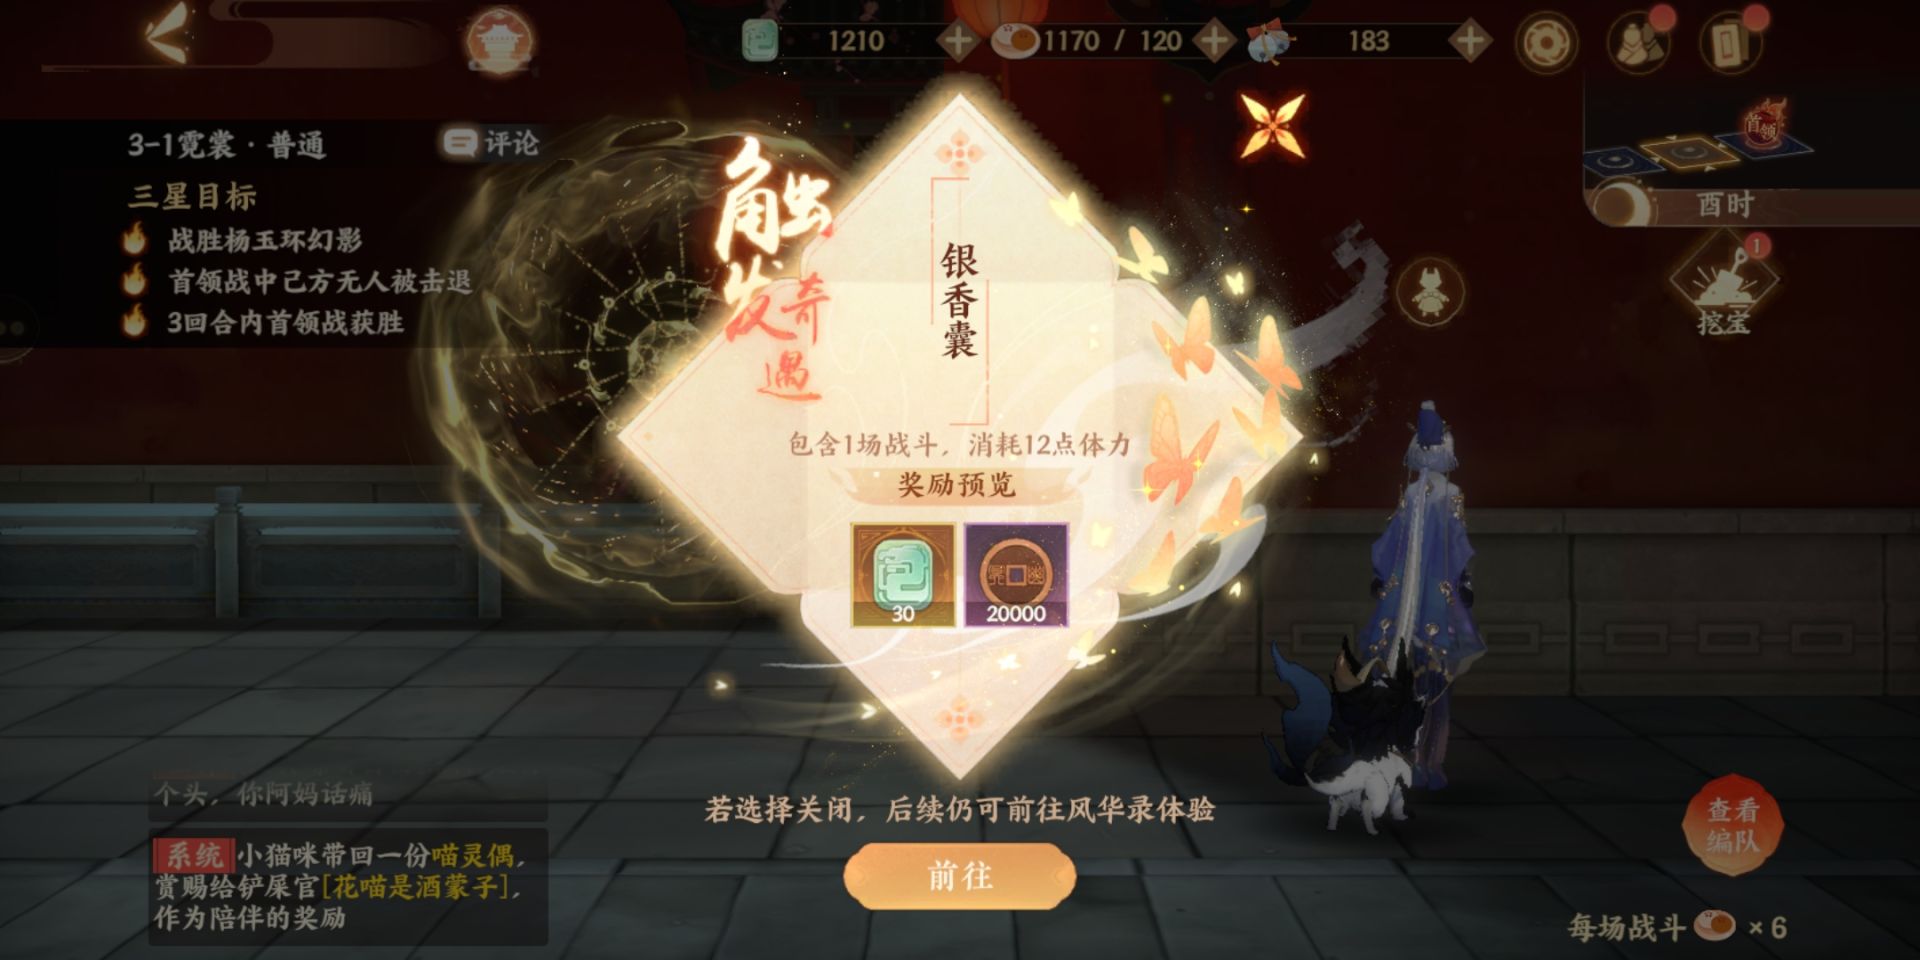 1210
1170 / 120
183
3-1霓裳·普通
评论
三星目标
战胜杨玉环幻影
首领战中己方无人被击退
3回合内首领战获胜
触发奇遇
银香囊
包含1场战斗，消耗12点体力
奖励预览
30
20000
若选择关闭，后续仍可前往风华录体验
前往
首领
酉时
1
挖宝
个头，你阿妈话痛
系统 小猫咪带回一份喵灵偶，
赏赐给铲屎官[花喵是酒蒙子]，
作为陪伴的奖励
查看
编队
每场战斗 ×6